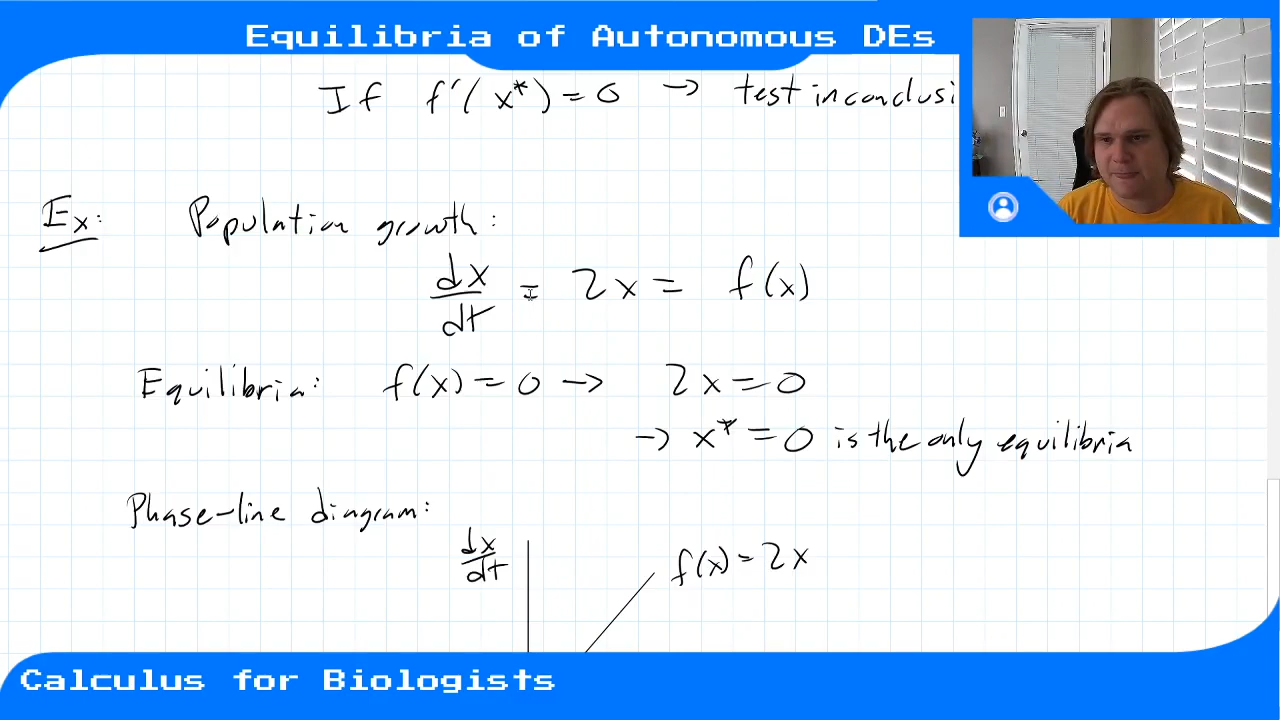 Equilibria of Autonomous DEs
If f'(x*) = 0 → test inconclusi
Ex: Population growth:
dx/dt = 2x = f(x)
Equilibria: f(x) = 0 → 2x = 0
→ x* = 0 is the only equilibria
Phase-line diagram:
dx/dt
f(x) = 2x
Calculus for Biologists